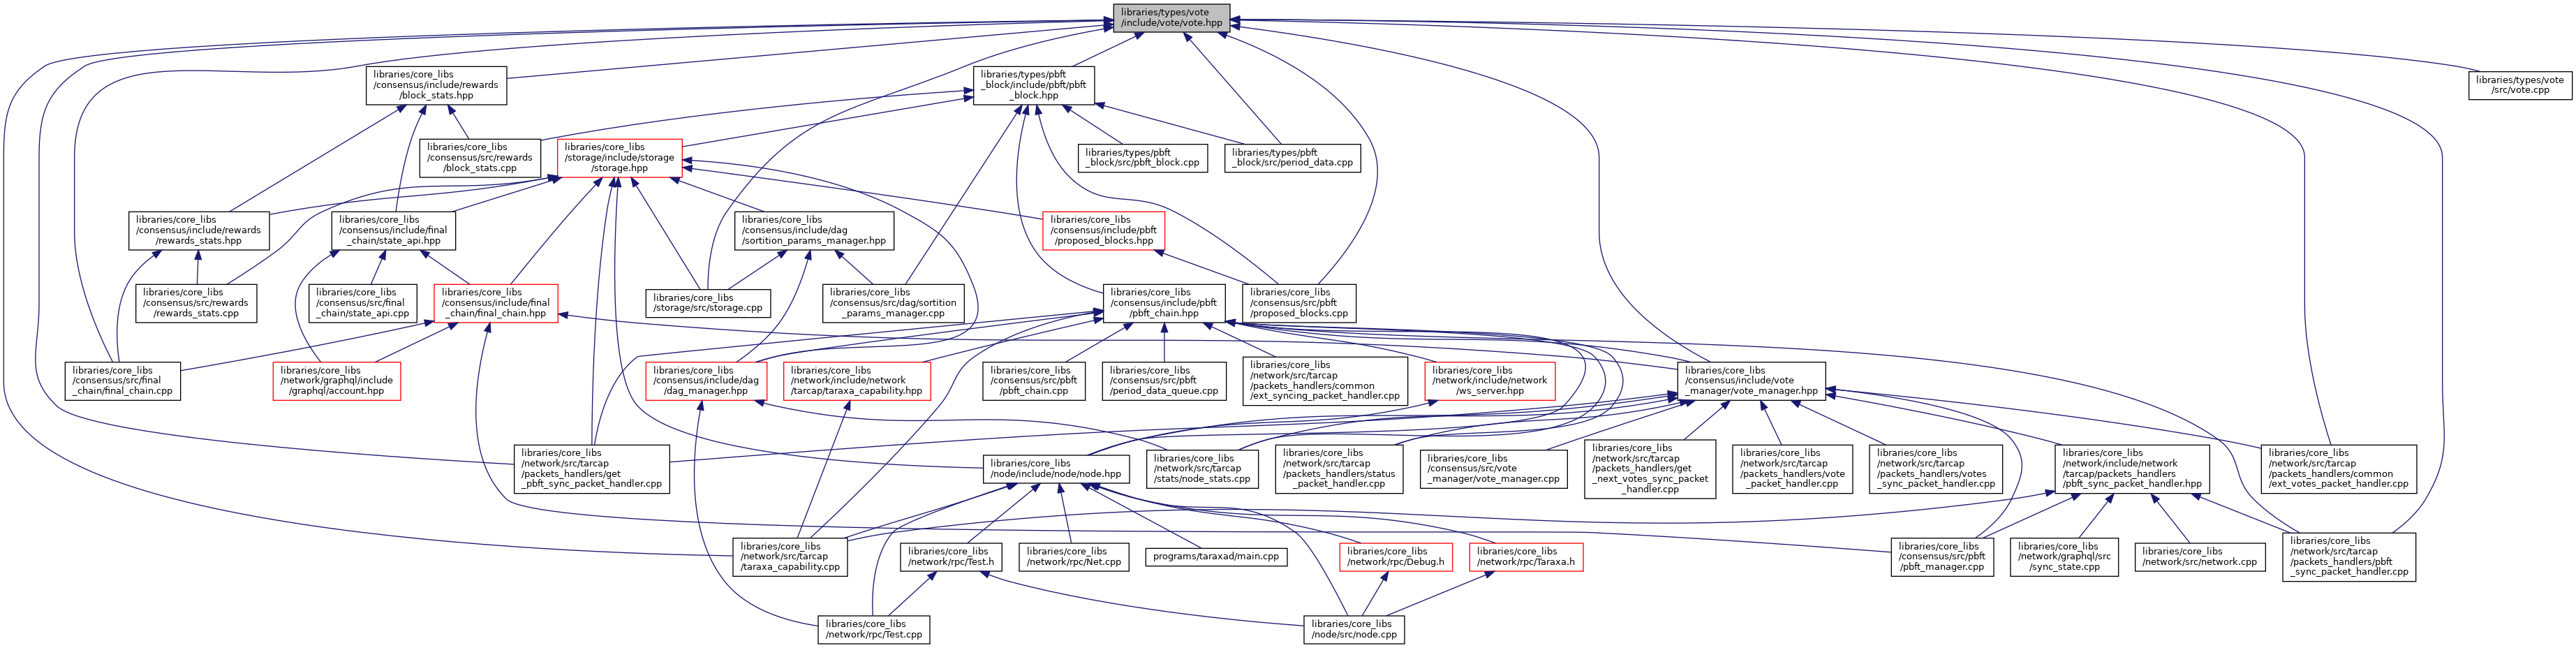 libraries/types/vote
/include/vote/vote.hpp
libraries/core_libs
/consensus/include/rewards
/block_stats.hpp
libraries/types/pbft
_block/include/pbft/pbft
_block.hpp
libraries/types/vote
/src/vote.cpp
libraries/core_libs
/consensus/src/rewards
/block_stats.cpp
libraries/core_libs
/storage/include/storage
/storage.hpp
libraries/types/pbft
_block/src/pbft_block.cpp
libraries/types/pbft
_block/src/period_data.cpp
libraries/core_libs
/consensus/include/rewards
/rewards_stats.hpp
libraries/core_libs
/consensus/include/final
_chain/state_api.hpp
libraries/core_libs
/consensus/include/dag
/sortition_params_manager.hpp
libraries/core_libs
/consensus/include/pbft
/proposed_blocks.hpp
libraries/core_libs
/consensus/src/rewards
/rewards_stats.cpp
libraries/core_libs
/consensus/src/final
_chain/state_api.cpp
libraries/core_libs
/consensus/include/final
_chain/final_chain.hpp
libraries/core_libs
/storage/src/storage.cpp
libraries/core_libs
/consensus/src/dag/sortition
_params_manager.cpp
libraries/core_libs
/consensus/include/pbft
/pbft_chain.hpp
libraries/core_libs
/consensus/src/pbft
/proposed_blocks.cpp
libraries/core_libs
/consensus/src/final
_chain/final_chain.cpp
libraries/core_libs
/network/graphql/include
/graphql/account.hpp
libraries/core_libs
/consensus/include/dag
/dag_manager.hpp
libraries/core_libs
/network/include/network
/tarcap/taraxa_capability.hpp
libraries/core_libs
/consensus/src/pbft
/pbft_chain.cpp
libraries/core_libs
/consensus/src/pbft
/period_data_queue.cpp
libraries/core_libs
/network/src/tarcap
/packets_handlers/common
/ext_syncing_packet_handler.cpp
libraries/core_libs
/network/include/network
/ws_server.hpp
libraries/core_libs
/consensus/include/vote
_manager/vote_manager.hpp
libraries/core_libs
/network/src/tarcap
/packets_handlers/get
_pbft_sync_packet_handler.cpp
libraries/core_libs
/node/include/node/node.hpp
libraries/core_libs
/network/src/tarcap
/stats/node_stats.cpp
libraries/core_libs
/network/src/tarcap
/packets_handlers/status
_packet_handler.cpp
libraries/core_libs
/consensus/src/vote
_manager/vote_manager.cpp
libraries/core_libs
/network/src/tarcap
/packets_handlers/get
_next_votes_sync_packet
_handler.cpp
libraries/core_libs
/network/src/tarcap
/packets_handlers/vote
_packet_handler.cpp
libraries/core_libs
/network/src/tarcap
/packets_handlers/votes
_sync_packet_handler.cpp
libraries/core_libs
/network/include/network
/tarcap/packets_handlers
/pbft_sync_packet_handler.hpp
libraries/core_libs
/network/src/tarcap
/packets_handlers/common
/ext_votes_packet_handler.cpp
libraries/core_libs
/network/src/tarcap
/taraxa_capability.cpp
libraries/core_libs
/network/rpc/Test.h
libraries/core_libs
/network/rpc/Net.cpp
programs/taraxad/main.cpp
libraries/core_libs
/network/rpc/Debug.h
libraries/core_libs
/network/rpc/Taraxa.h
libraries/core_libs
/consensus/src/pbft
/pbft_manager.cpp
libraries/core_libs
/network/graphql/src
/sync_state.cpp
libraries/core_libs
/network/src/network.cpp
libraries/core_libs
/network/src/tarcap
/packets_handlers/pbft
_sync_packet_handler.cpp
libraries/core_libs
/network/rpc/Test.cpp
libraries/core_libs
/node/src/node.cpp